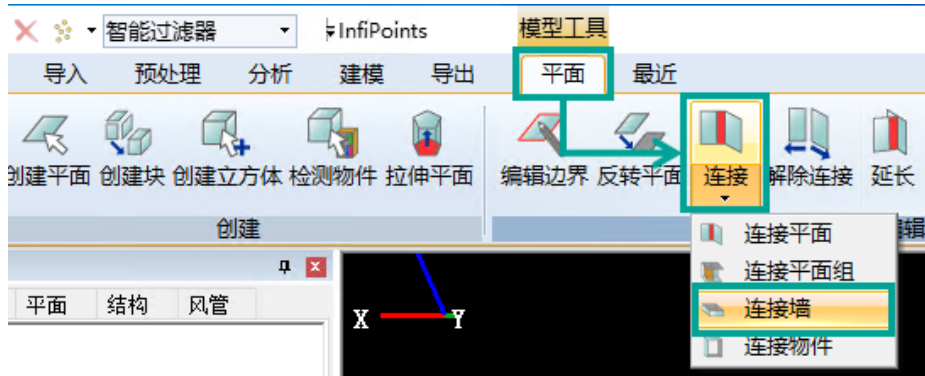 智能过滤器 InfiPoints 模型工具
导入 预处理 分析 建模 导出 平面 最近
创建平面 创建块 创建立方体 检测物件 拉伸平面 编辑边界 反转平面 连接 解除连接 延长
创建 编辑
连接平面
连接平面组
连接墙
连接物件
平面 结构 风管
X Y